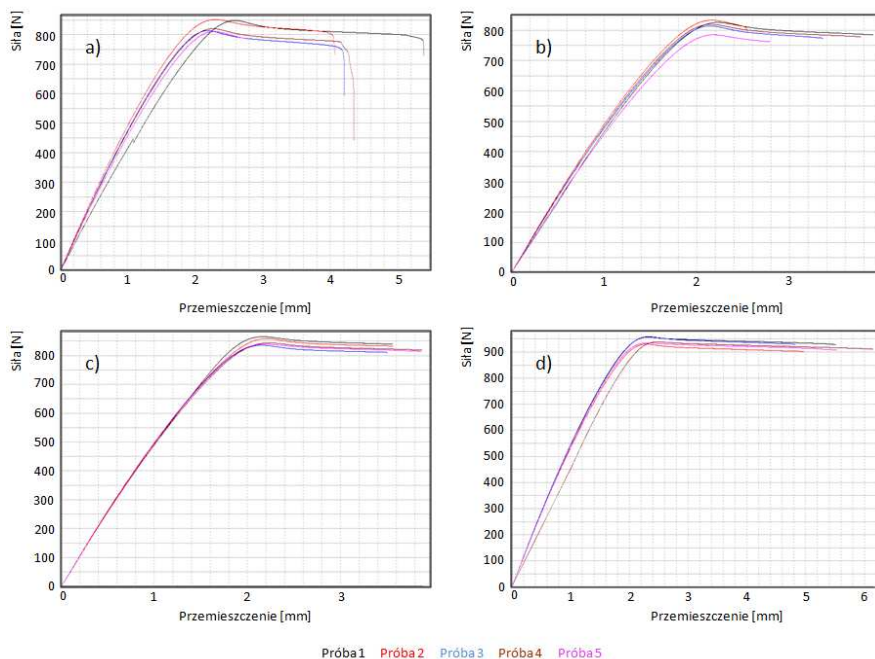 Siła [N]
a)
800
700
600
500
400
300
200
100
0
0 1 2 3 4 5
Przemieszczenie [mm]
Siła [N]
b)
800
700
600
500
400
300
200
100
0
0 1 2 3
Przemieszczenie [mm]
Siła [N]
c)
800
700
600
500
400
300
200
100
0
0 1 2 3
Przemieszczenie [mm]
Siła [N]
d)
900
800
700
600
500
400
300
200
100
0
0 1 2 3 4 5 6
Przemieszczenie [mm]
Próba 1 Próba 2 Próba 3 Próba 4 Próba 5